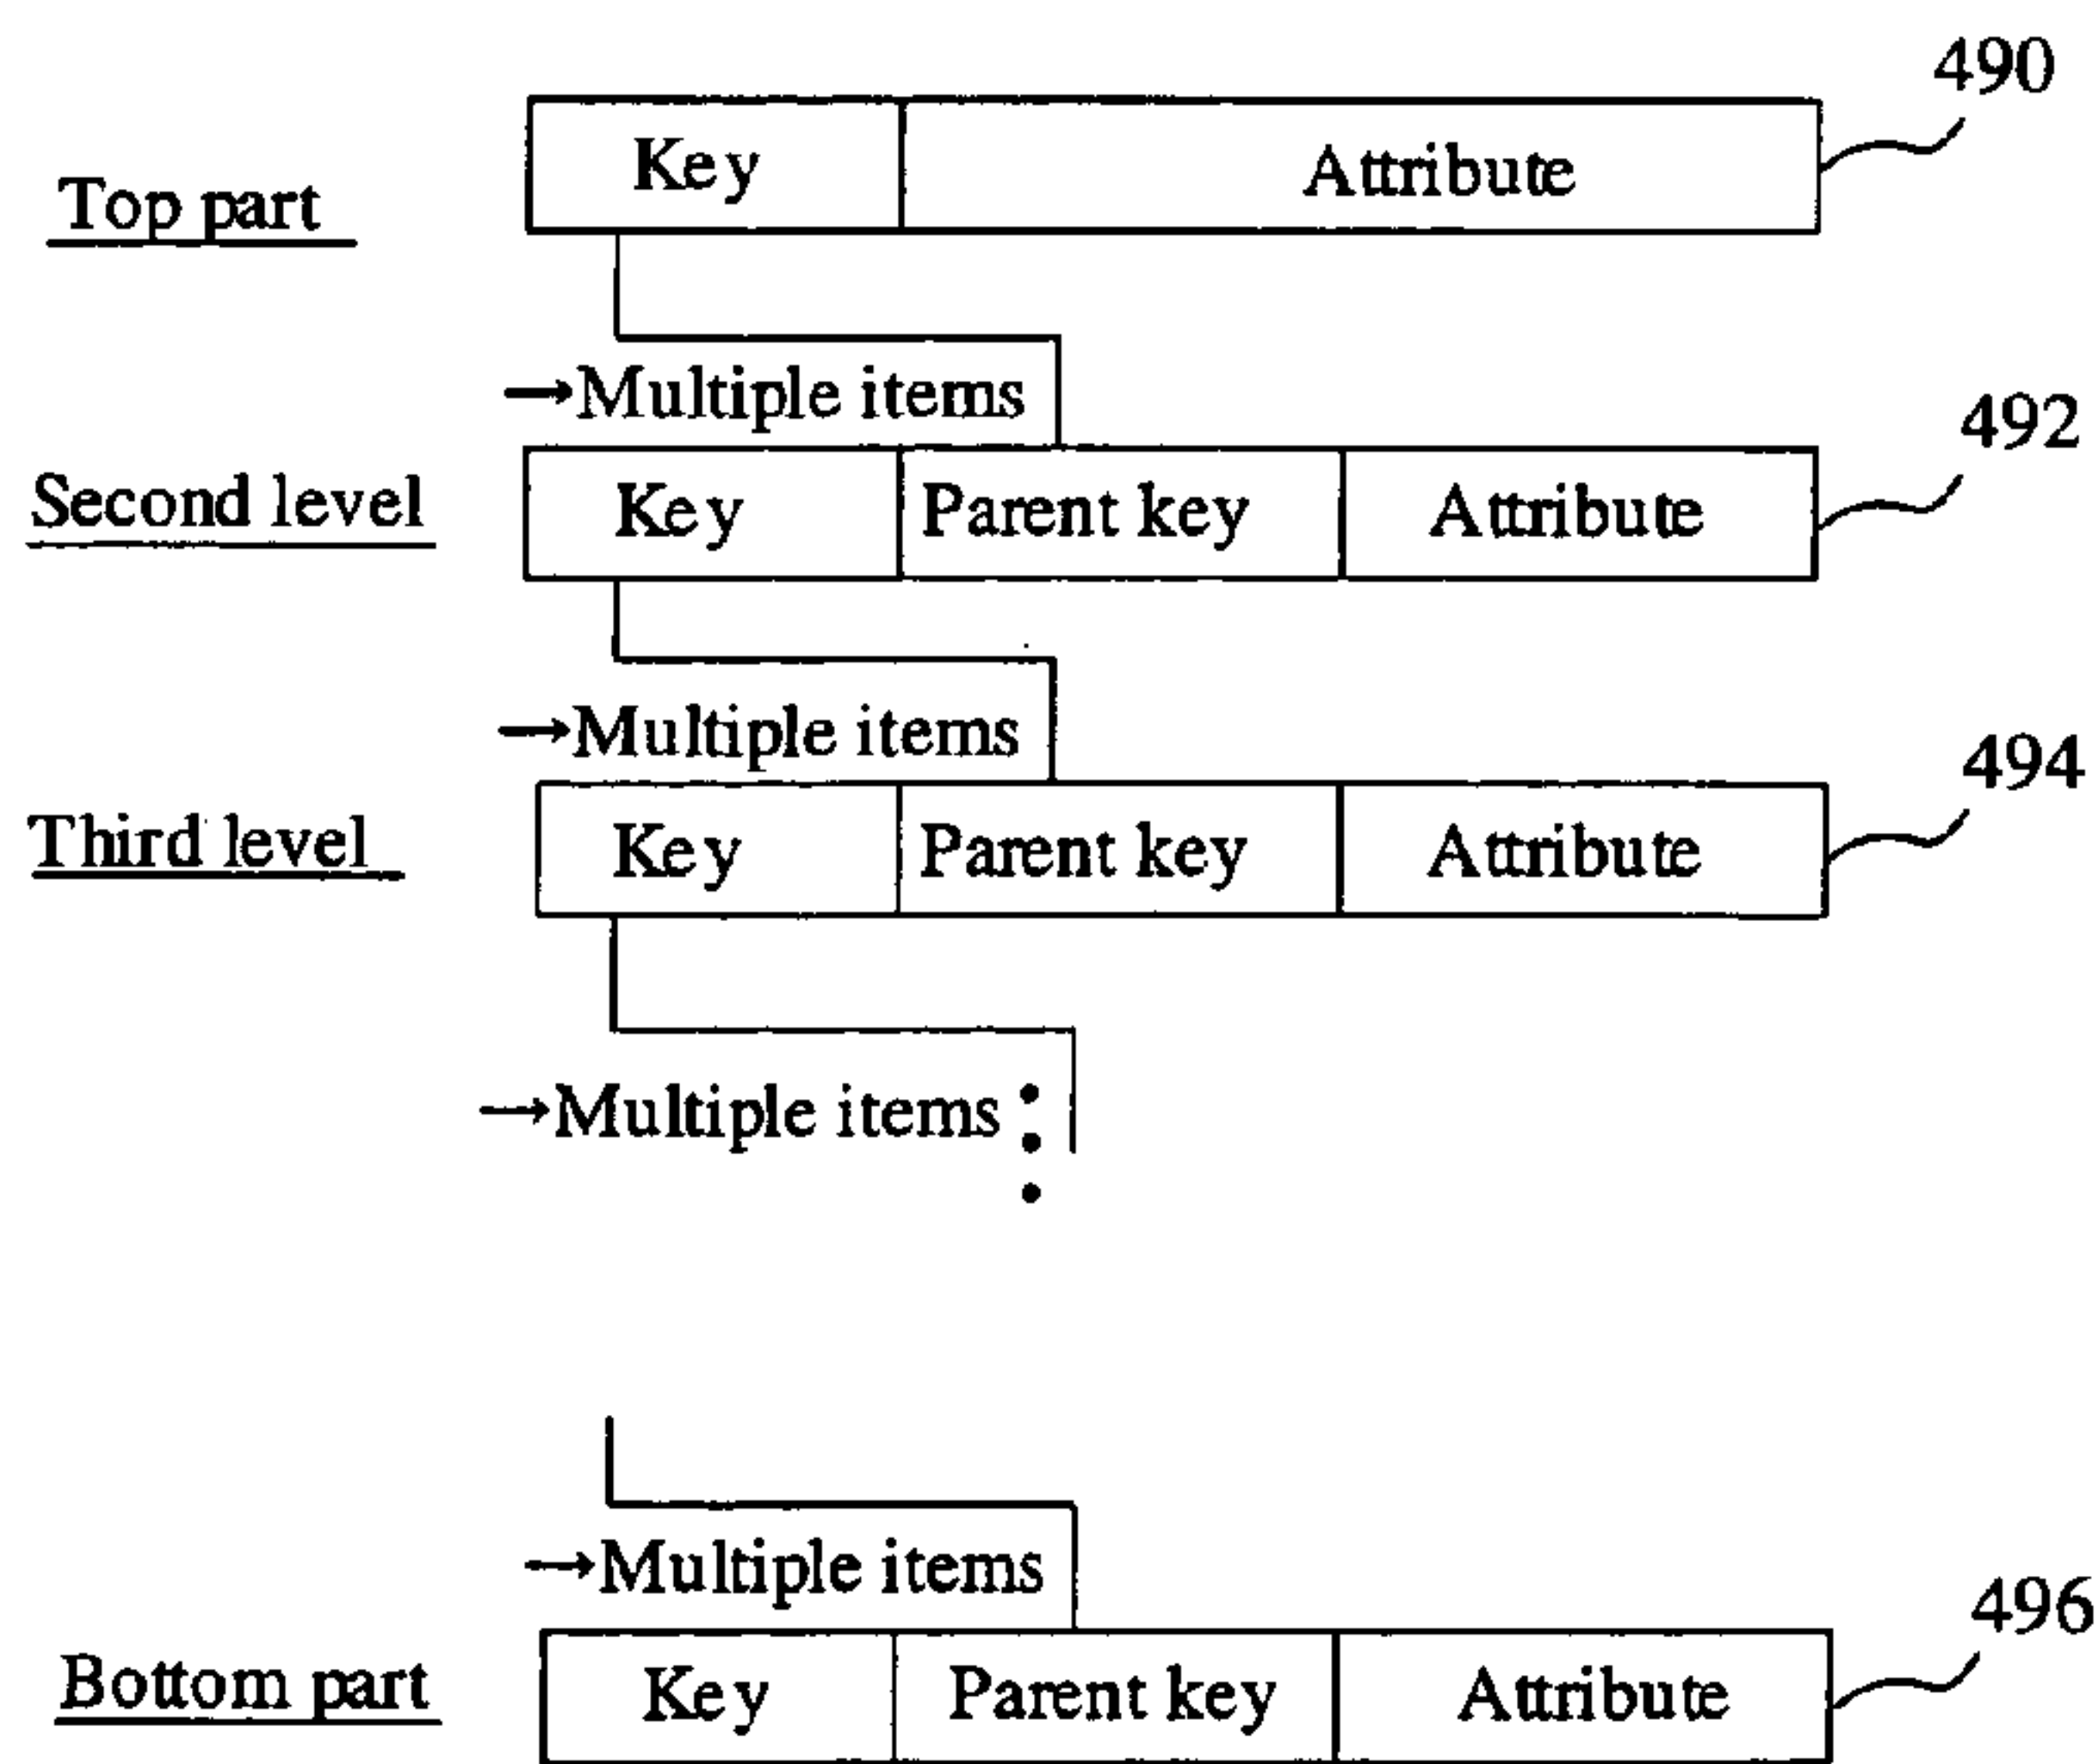 490
Key Attribute
Top part
→Multiple items
492
Second level Key Parent key Attribute
→Multiple items
494
Third level Key Parent key Attribute
→Multiple items
→Multiple items
496
Bottom part Key Parent key Attribute